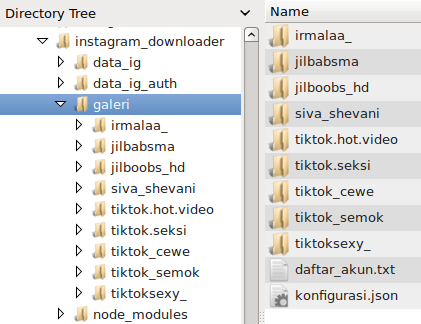 Directory Tree
instagram_downloader
data_ig
data_ig_auth
galeri
irmalaa_
jilbabsma
jilboobs_hd
siva_shevani
tiktok.hot.video
tiktok.seksi
tiktok_cewe
tiktok_semok
tiktoksexy_
node_modules
Name
irmalaa_
jilbabsma
jilboobs_hd
siva_shevani
tiktok.hot.video
tiktok.seksi
tiktok_cewe
tiktok_semok
tiktoksexy_
daftar_akun.txt
konfigurasi.json